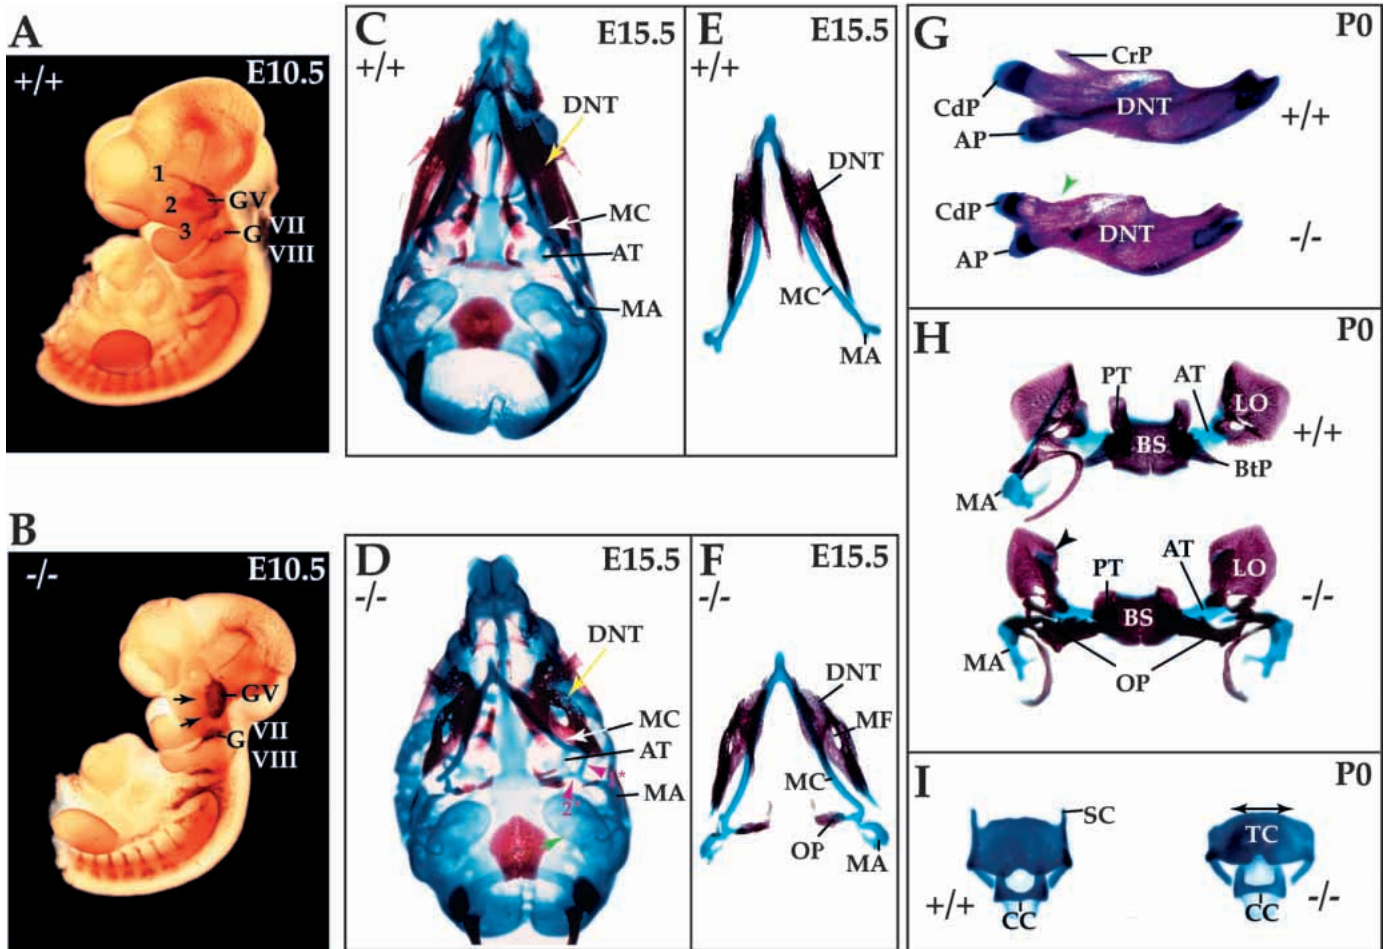 A
+/+
E10.5
1
2
3
GV
G
VII
VIII
B
-/-
E10.5
GV
G
VII
VIII
C
+/+
E15.5
DNT
MC
AT
MA
D
-/-
E15.5
DNT
MC
AT
1*
2*
MA
E
+/+
E15.5
DNT
MC
MA
F
-/-
E15.5
DNT
MF
MC
OP
MA
G
P0
CrP
CdP
DNT
AP
+/+
CdP
DNT
AP
-/-
H
P0
PT
AT
LO
+/+
BS
BtP
MA
PT
AT
LO
-/-
BS
MA
OP
I
P0
SC
TC
+/+
CC
CC
-/-